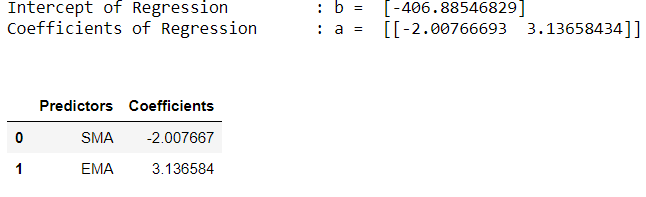 Intercept of Regression : b = [-406.88546829]
Coefficients of Regression : a = [[-2.00766693 3.13658434]]
Predictors Coefficients
0 SMA -2.007667
1 EMA 3.136584